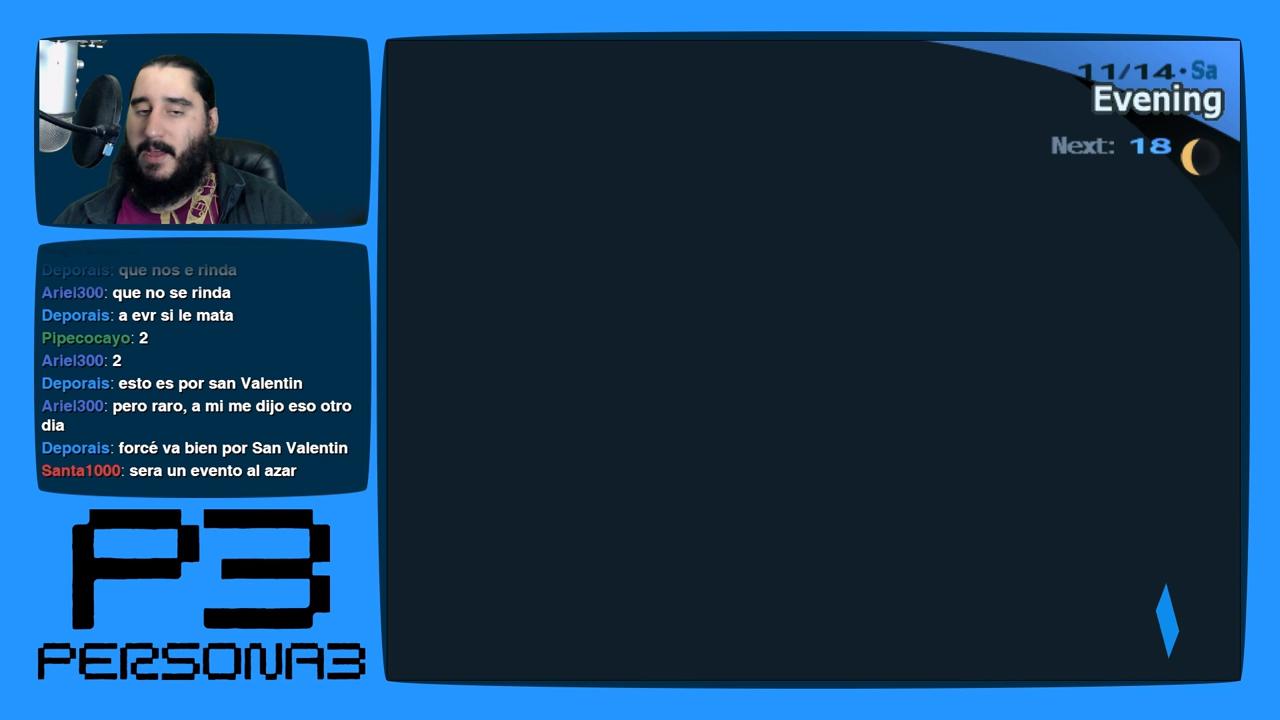 11/14・Sa
Evening
Next: 18
Deporais: que nos e rinda
Ariel300: que no se rinda
Deporais: a evr si le mata
Pipecocayo: 2
Ariel300: 2
Deporais: esto es por san Valentin
Ariel300: pero raro, a mi me dijo eso otro
dia
Deporais: forcé va bien por San Valentin
Santa1000: sera un evento al azar
P3
PERSONA3